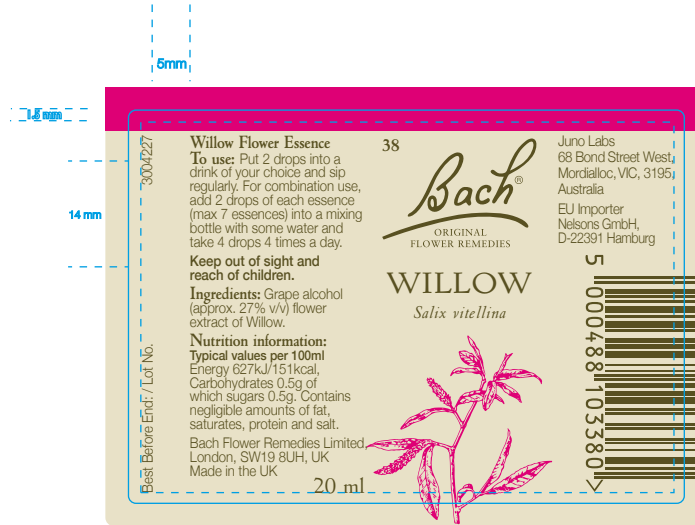 5mm
1.5 mm
14 mm
3004227
Best Before End: / Lot No.
Willow Flower Essence
To use: Put 2 drops into a
drink of your choice and sip
regularly. For combination use,
add 2 drops of each essence
(max 7 essences) into a mixing
bottle with some water and
take 4 drops 4 times a day.
Keep out of sight and
reach of children.
Ingredients: Grape alcohol
(approx. 27% v/v) flower
extract of Willow.
Nutrition information:
Typical values per 100ml
Energy 627kJ/151kcal,
Carbohydrates 0.5g of
which sugars 0.5g. Contains
negligible amounts of fat,
saturates, protein and salt.
Bach Flower Remedies Limited
London, SW19 8UH, UK
Made in the UK
20 ml
38
Bach®
ORIGINAL
FLOWER REMEDIES
WILLOW
Salix vitellina
Juno Labs
68 Bond Street West,
Mordialloc, VIC, 3195,
Australia
EU Importer
Nelsons GmbH,
D-22391 Hamburg
5 000488 103380 >